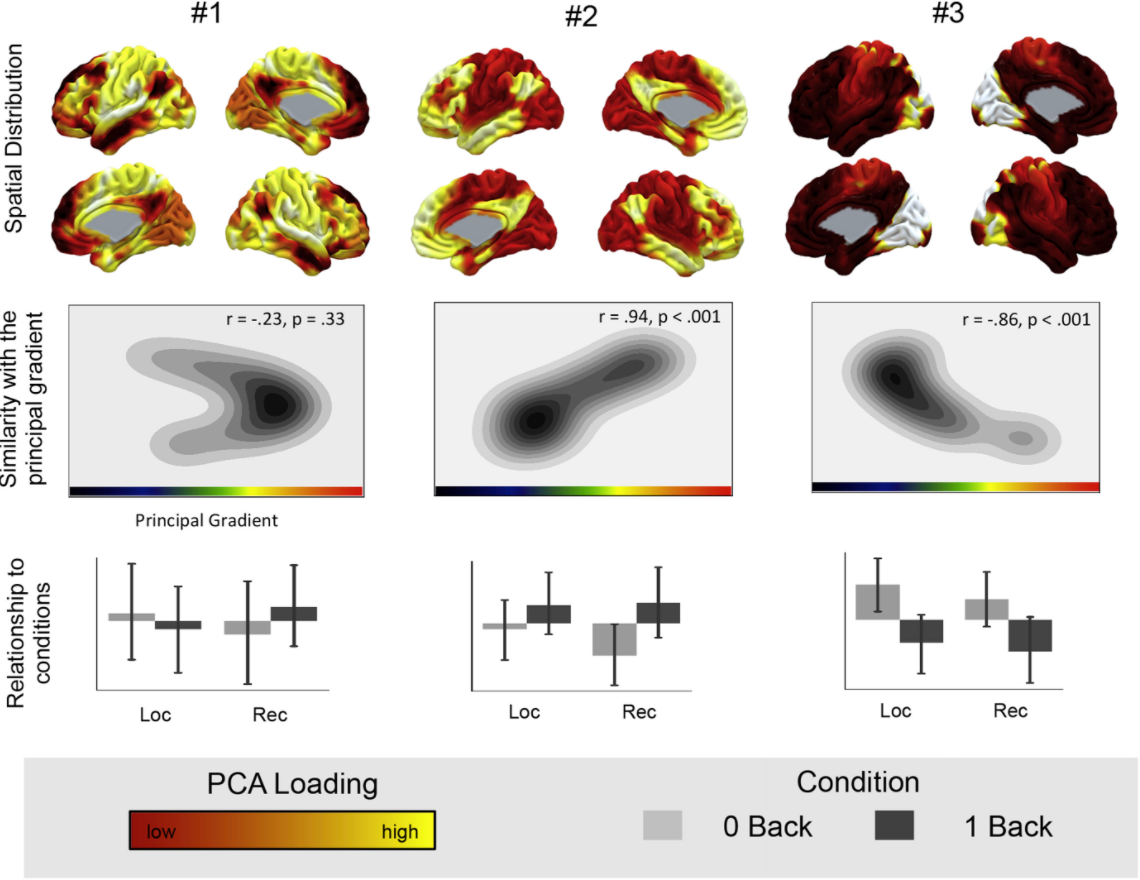 #1
#2
#3
Spatial Distribution
Similarity with the
principal gradient
r = -.23, p = .33
r = .94, p < .001
r = -.86, p < .001
Principal Gradient
Relationship to
conditions
Loc
Rec
Loc
Rec
Loc
Rec
PCA Loading
low
high
Condition
0 Back
1 Back